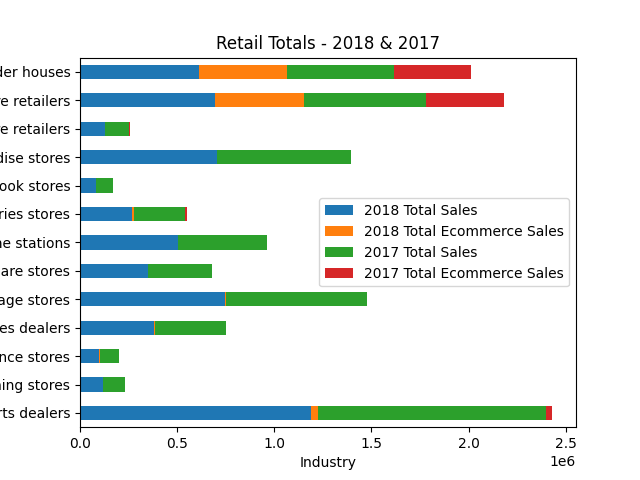 Retail Totals - 2018 & 2017
der houses
re retailers
re retailers
dise stores
ook stores
ries stores
ne stations
are stores
age stores
es dealers
nce stores
ning stores
rts dealers
2018 Total Sales
2018 Total Ecommerce Sales
2017 Total Sales
2017 Total Ecommerce Sales
0.0 0.5 1.0 1.5 2.0 2.5
1e6
Industry